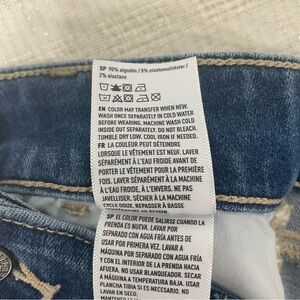 SP 90% algodón / 8% elastomultiéster /
2% elastano
EN COLOR MAY TRANSFER WHEN NEW.
WASH ONCE SEPARATELY IN COLD WATER
BEFORE WEARING. MACHINE WASH COLD
INSIDE OUT SEPARATELY. DO NOT BLEACH.
TUMBLE DRY LOW. COOL IRON IF NEEDED.
FR LA COULEUR PEUT DÉTEINDRE
LORSQUE LE VÊTEMENT EST NEUF. LAVER
SÉPARÉMENT À L'EAU FROIDE AVANT DE
PORTER LE VÊTEMENT POUR LA PREMIÈRE
FOIS. LAVER SÉPARÉMENT À LA MACHINE
À L'EAU FROIDE, À L'ENVERS. NE PAS
JAVELLISER. SÉCHER À LA MACHINE
REPASSER À BASSE
AU BESOIN.
SP EL COLOR PUEDE SALIRSE CUANDO LA
PRENDA ES NUEVA. LAVAR POR
SEPARADO CON AGUA FRÍA ANTES DE
USAR POR PRIMERA VEZ. LAVAR A
MÁQUINA POR SEPARADO CON AGUA FRÍA
Y CON EL INTERIOR DE LA PRENDA HACIA
AFUERA. NO USAR BLANQUEADOR. SECAR
A MÁQUINA A TEMPERATURA BAJA. USAR
PLANCHA TIBIA SI ES NECESARIO.